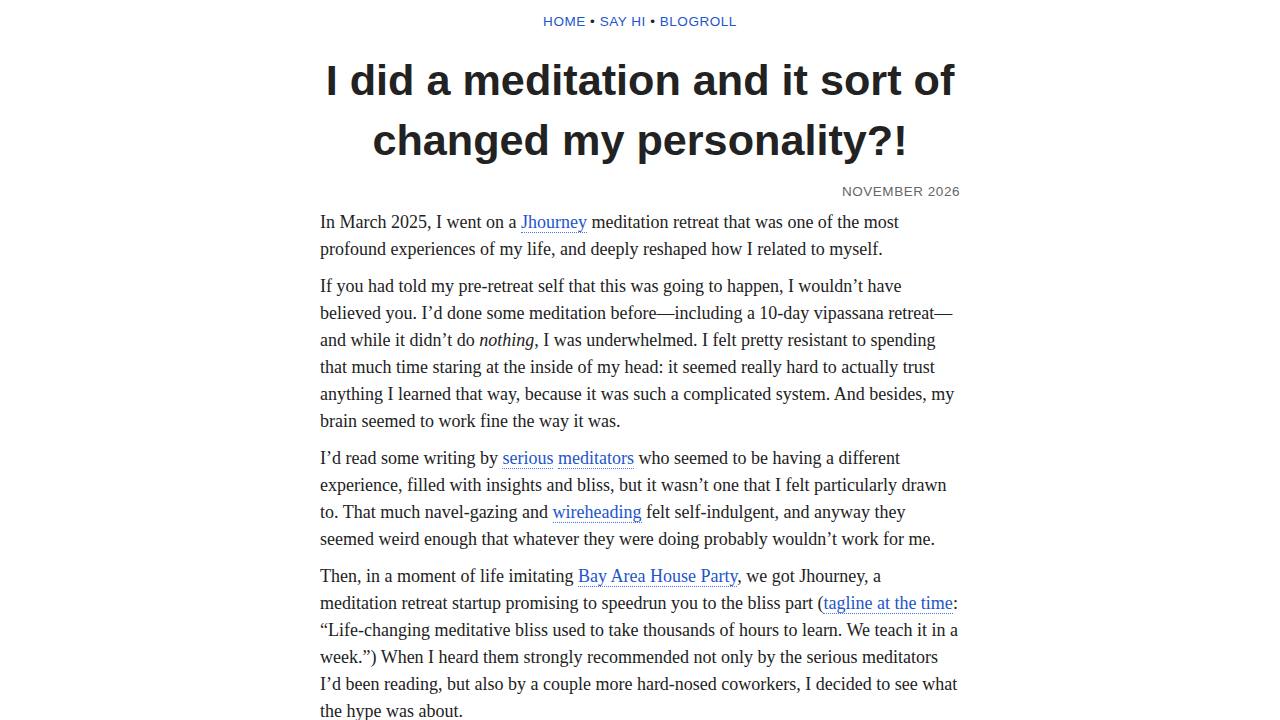 HOME • SAY HI • BLOGROLL
I did a meditation and it sort of
changed my personality?!
NOVEMBER 2026
In March 2025, I went on a Jhourney meditation retreat that was one of the most
profound experiences of my life, and deeply reshaped how I related to myself.
If you had told my pre-retreat self that this was going to happen, I wouldn’t have
believed you. I’d done some meditation before—including a 10-day vipassana retreat—
and while it didn’t do nothing, I was underwhelmed. I felt pretty resistant to spending
that much time staring at the inside of my head: it seemed really hard to actually trust
anything I learned that way, because it was such a complicated system. And besides, my
brain seemed to work fine the way it was.
I’d read some writing by serious meditators who seemed to be having a different
experience, filled with insights and bliss, but it wasn’t one that I felt particularly drawn
to. That much navel-gazing and wireheading felt self-indulgent, and anyway they
seemed weird enough that whatever they were doing probably wouldn’t work for me.
Then, in a moment of life imitating Bay Area House Party, we got Jhourney, a
meditation retreat startup promising to speedrun you to the bliss part (tagline at the time:
“Life-changing meditative bliss used to take thousands of hours to learn. We teach it in a
week.”) When I heard them strongly recommended not only by the serious meditators
I’d been reading, but also by a couple more hard-nosed coworkers, I decided to see what
the hype was about.